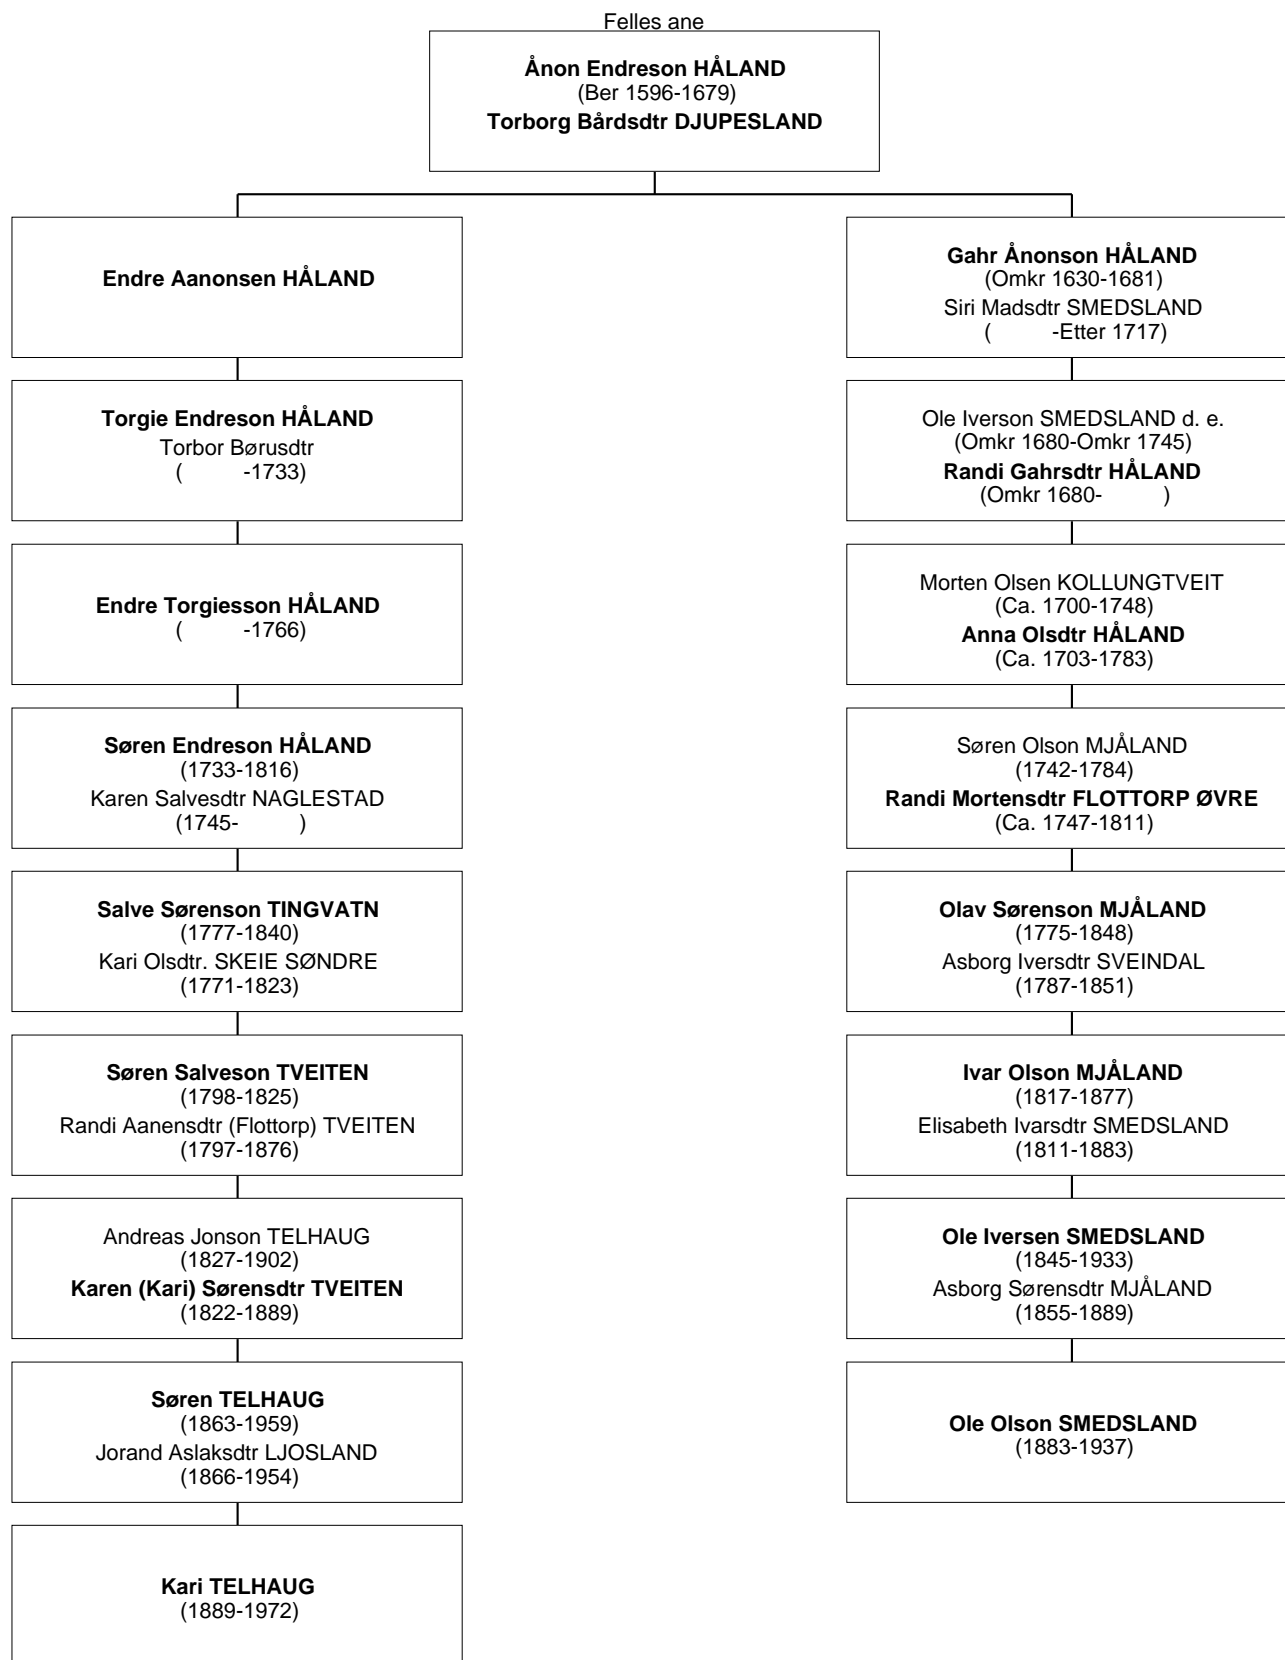 Felles ane
Ånon Endreson HÅLAND
(Ber 1596-1679)
Torborg Bårdsdtr DJUPESLAND
Endre Aanonsen HÅLAND
Torgie Endreson HÅLAND
Torbor Børusdtr
( -1733)
Endre Torgiesson HÅLAND
( -1766)
Søren Endreson HÅLAND
(1733-1816)
Karen Salvesdtr NAGLESTAD
(1745- )
Salve Sørenson TINGVATN
(1777-1840)
Kari Olsdtr. SKEIE SØNDRE
(1771-1823)
Søren Salveson TVEITEN
(1798-1825)
Randi Aanensdtr (Flottorp) TVEITEN
(1797-1876)
Andreas Jonson TELHAUG
(1827-1902)
Karen (Kari) Sørensdtr TVEITEN
(1822-1889)
Søren TELHAUG
(1863-1959)
Jorand Aslaksdtr LJOSLAND
(1866-1954)
Kari TELHAUG
(1889-1972)
Gahr Ånonson HÅLAND
(Omkr 1630-1681)
Siri Madsdtr SMEDSLAND
( -Etter 1717)
Ole Iverson SMEDSLAND d. e.
(Omkr 1680-Omkr 1745)
Randi Gahrsdtr HÅLAND
(Omkr 1680- )
Morten Olsen KOLLUNGTVEIT
(Ca. 1700-1748)
Anna Olsdtr HÅLAND
(Ca. 1703-1783)
Søren Olson MJÅLAND
(1742-1784)
Randi Mortensdtr FLOTTORP ØVRE
(Ca. 1747-1811)
Olav Sørenson MJÅLAND
(1775-1848)
Asborg Iversdtr SVEINDAL
(1787-1851)
Ivar Olson MJÅLAND
(1817-1877)
Elisabeth Ivarsdtr SMEDSLAND
(1811-1883)
Ole Iversen SMEDSLAND
(1845-1933)
Asborg Sørensdtr MJÅLAND
(1855-1889)
Ole Olson SMEDSLAND
(1883-1937)